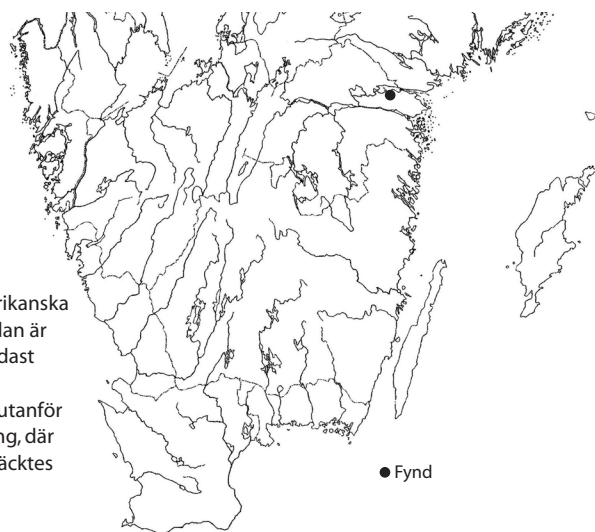 rikanska
lan är
dast
utanför
ng, där
äcktes
Fynd